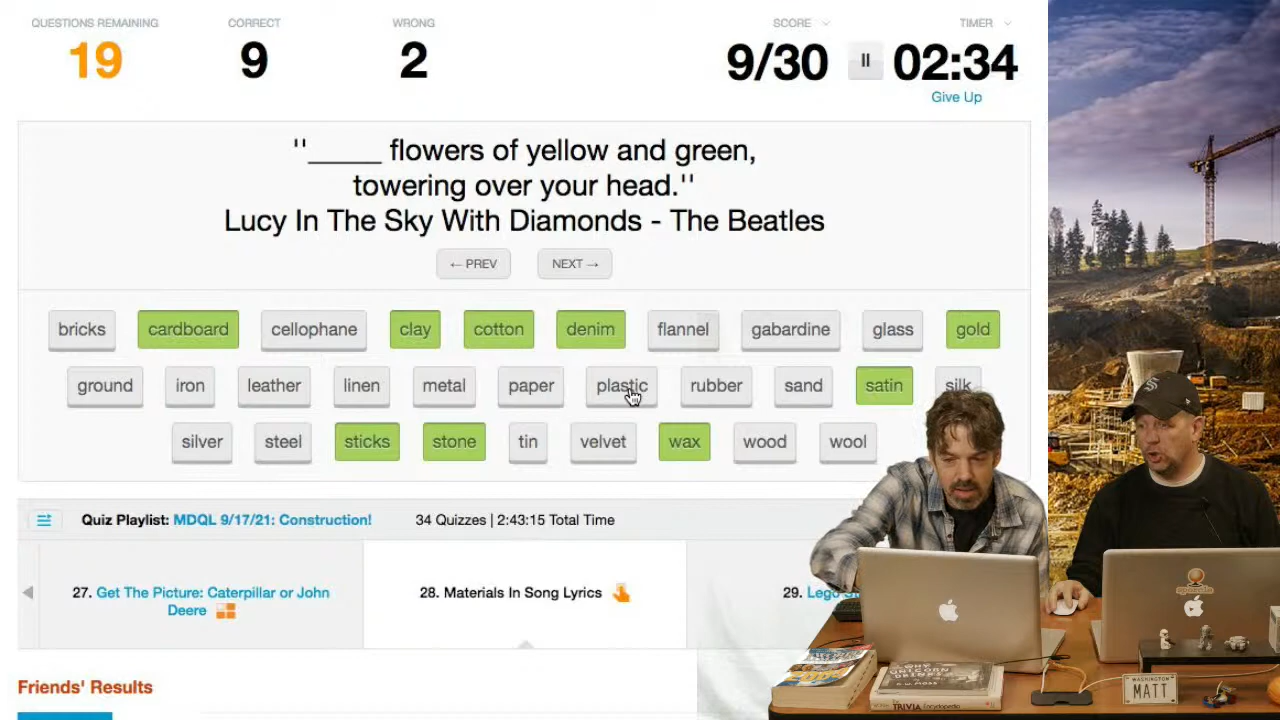 QUESTIONS REMAINING
CORRECT
WRONG
SCORE
TIMER
19
9
2
9/30
02:34
Give Up
''_____ flowers of yellow and green,
towering over your head.''
Lucy In The Sky With Diamonds - The Beatles
← PREV
NEXT →
bricks cardboard cellophane clay cotton denim flannel gabardine glass gold
ground iron leather linen metal paper plastic rubber sand satin silk
silver steel sticks stone tin velvet wax wood wool
Quiz Playlist: MDQL 9/17/21: Construction!
34 Quizzes | 2:43:15 Total Time
27. Get The Picture: Caterpillar or John
Deere
28. Materials In Song Lyrics
29. Lego
Friends' Results
UNICORN
TRIVIA Encyclopedia
WASHINGTON
MATT